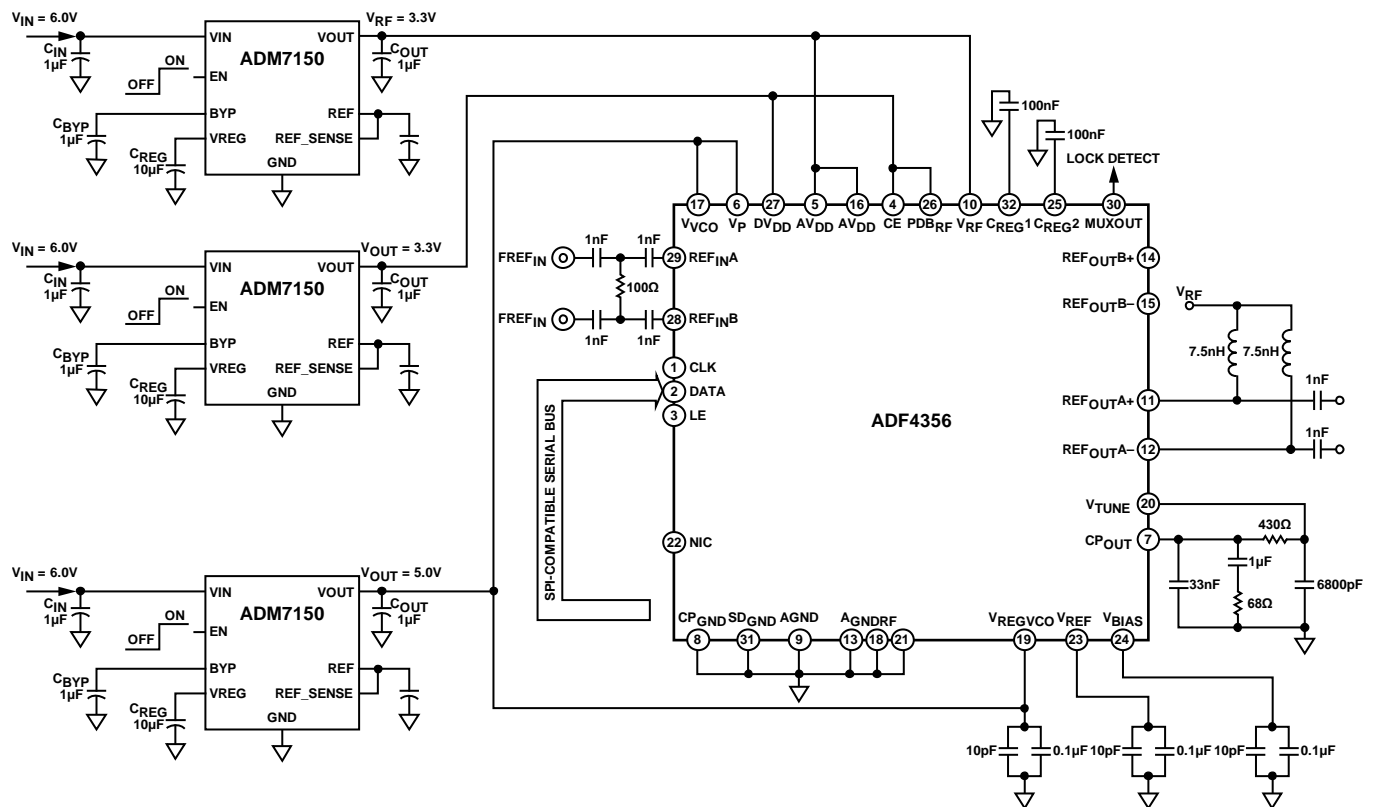 VIN = 6.0V
CIN
1µF
OFF
ON
CBYP
1µF
CREG
10µF
VIN
EN
BYP
VREG
GND
ADM7150
VOUT
REF
REF_SENSE
VRF = 3.3V
COUT
1µF
VIN = 6.0V
CIN
1µF
OFF
ON
CBYP
1µF
CREG
10µF
VIN
EN
BYP
VREG
GND
ADM7150
VOUT
REF
REF_SENSE
VOUT = 3.3V
COUT
1µF
VIN = 6.0V
CIN
1µF
OFF
ON
CBYP
1µF
CREG
10µF
VIN
EN
BYP
VREG
GND
ADM7150
VOUT
REF
REF_SENSE
VOUT = 5.0V
COUT
1µF
100nF
100nF
LOCK DETECT
17 6 27 5 16 4 26 10 32 25 30
VVCO VP DVDD AVDD AVDD CE PDBRF VRF CREG1 CREG2 MUXOUT
FREFIN
1nF
1nF
29 REFINA
100Ω
FREFIN
1nF
1nF
28 REFINB
1 CLK
2 DATA
3 LE
SPI-COMPATIBLE SERIAL BUS
22 NIC
ADF4356
REFOUTB+ 14
REFOUTB− 15
VRF
7.5nH 7.5nH
REFOUTA+ 11
1nF
REFOUTA− 12
1nF
VTUNE 20
CPOUT 7
430Ω
33nF
1µF
68Ω
6800pF
CPGND SDGND AGND AGNDRF VREGVCO VREF VBIAS
8 31 9 13 18 21 19 23 24
10pF 0.1µF 10pF 0.1µF 10pF 0.1µF